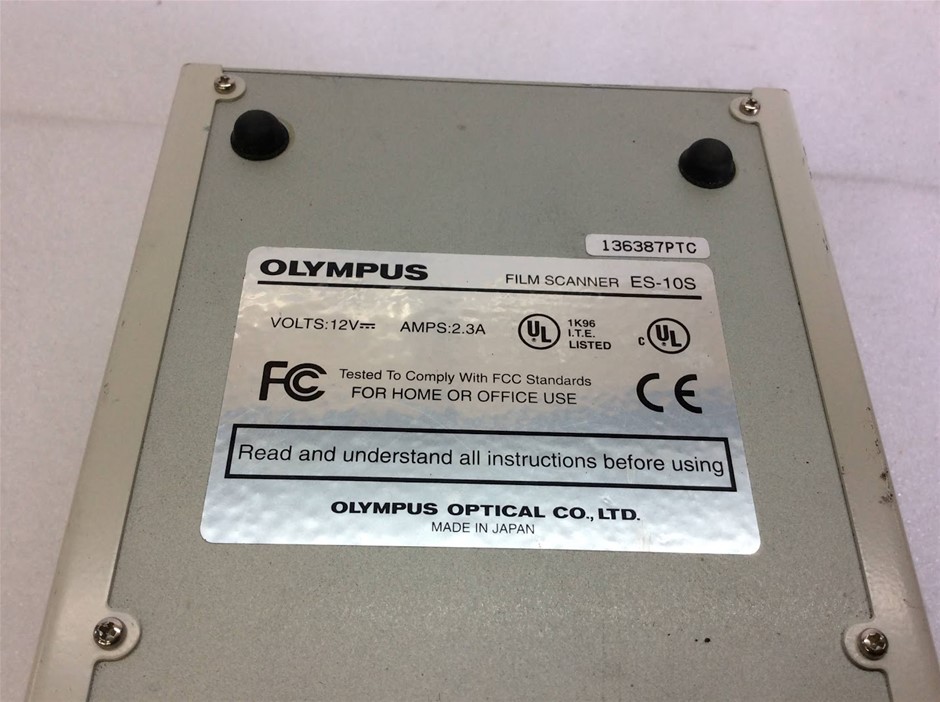 136387PTC
OLYMPUS FILM SCANNER ES-10S
VOLTS:12V⎓ AMPS:2.3A UL 1K96 I.T.E. LISTED c UL
FC Tested To Comply With FCC Standards
FOR HOME OR OFFICE USE CE
Read and understand all instructions before using
OLYMPUS OPTICAL CO., LTD.
MADE IN JAPAN